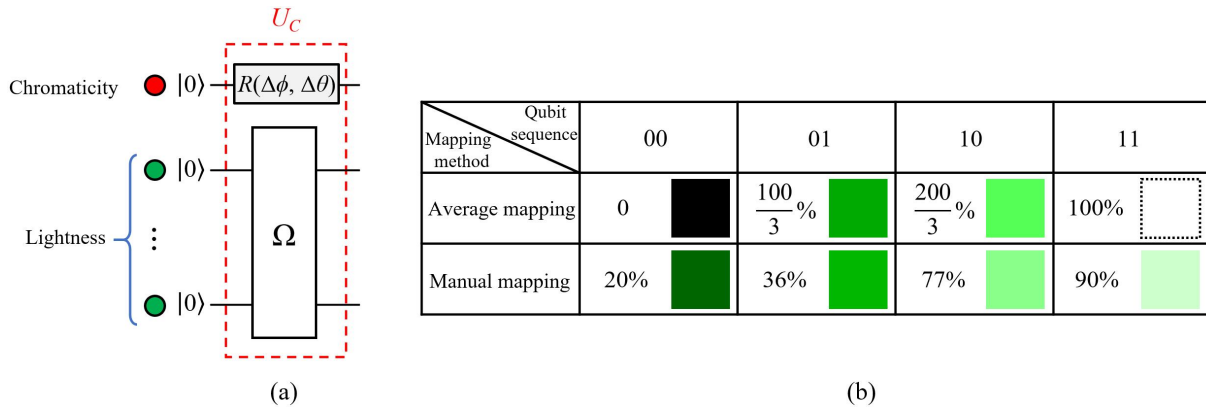 U_C
Chromaticity |0⟩ R(Δϕ, Δθ)
|0⟩
Lightness ⋮ Ω
|0⟩
(a)
Qubit
sequence
Mapping
method
00 01 10 11
Average mapping 0 100/3 % 200/3 % 100%
Manual mapping 20% 36% 77% 90%
(b)